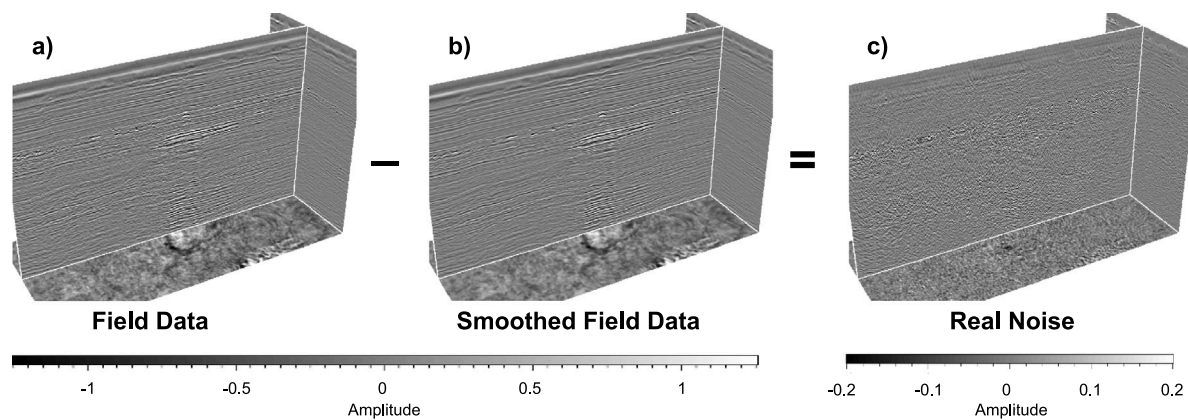 a) b) c)
− =
Field Data Smoothed Field Data Real Noise
-1 -0.5 0 0.5 1
Amplitude
-0.2 -0.1 0 0.1 0.2
Amplitude